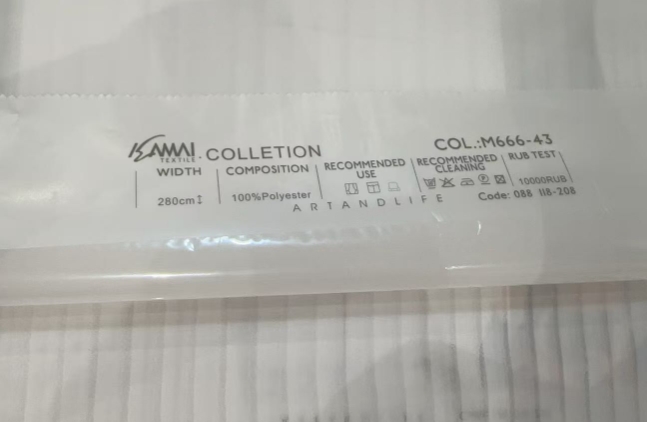 KAMAI TEXTILE. COLLETION COL.:M666-43
WIDTH COMPOSITION RECOMMENDED USE RECOMMENDED CLEANING RUB TEST
280cm 100%Polyester 10000RUB
ARTANDLIFE Code: 088 118-208